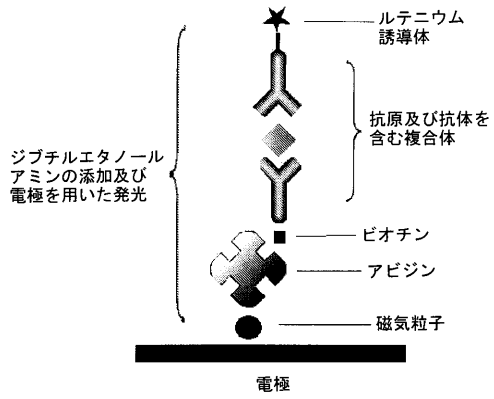 ルテニウム
誘導体
抗原及び抗体を
含む複合体
ジブチルエタノール
アミンの添加及び
電極を用いた発光
ビオチン
アビジン
磁気粒子
電極